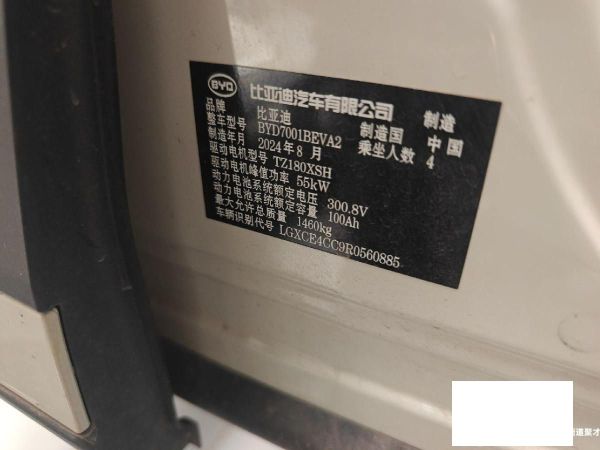 BYD 比亚迪汽车有限公司 制造
品牌 比亚迪 制造国 中国
整车型号 BYD7001BEVA2 乘坐人数 4
制造年月 2024年8月
驱动电机型号 TZ180XSH
驱动电机峰值功率 55kW
动力电池系统额定电压 300.8V
动力电池系统额定容量 100Ah
最大允许总质量 1460kg
车辆识别代号 LGXCE4CC9R0560885
道聚才